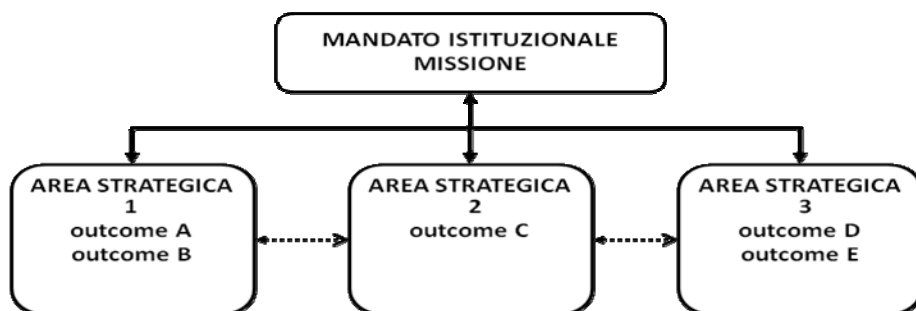 MANDATO ISTITUZIONALE
MISSIONE
AREA STRATEGICA
1
outcome A
outcome B
AREA STRATEGICA
2
outcome C
AREA STRATEGICA
3
outcome D
outcome E